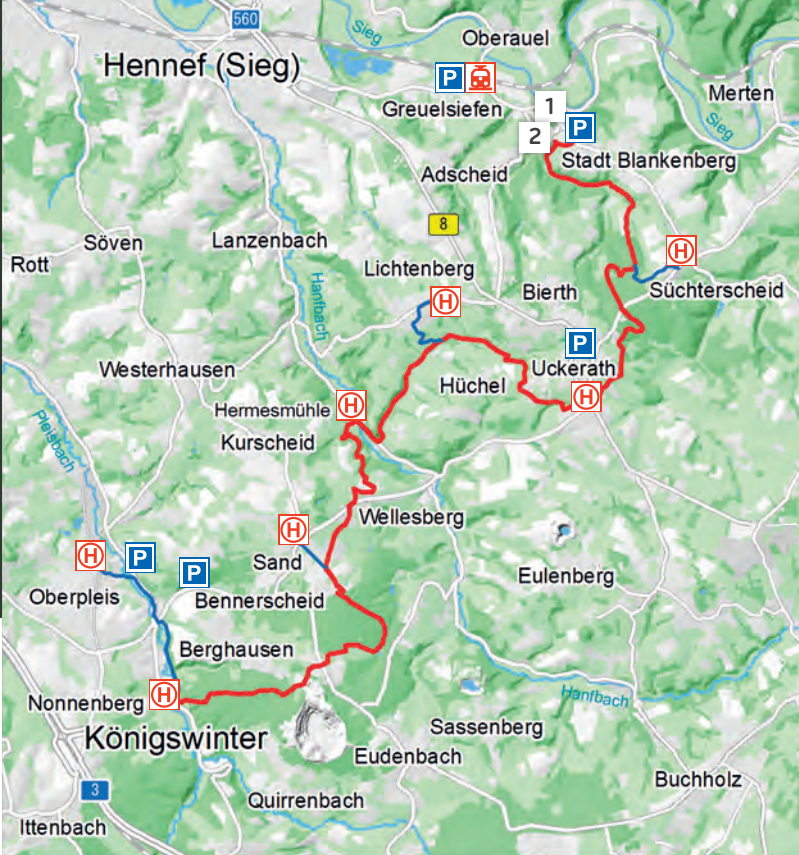 560
Sieg
Oberauel
Hennef (Sieg)
P
Merten
Greuelsiefen
1
Sieg
P
2
Stadt Blankenberg
Adscheid
8
Söven
Lanzenbach
H
Rott
Lichtenberg
Süchterscheid
Bierth
H
Hanfbach
P
Westerhausen
Uckerath
Hüchel
H
Hermesmühle
H
Kurscheid
Pleisbach
Wellesberg
H
H
P
P
Sand
Eulenberg
Oberpleis
Bennerscheid
Berghausen
Hanfbach
Nonnenberg
H
Sassenberg
Königswinter
Eudenbach
Buchholz
3
Quirrenbach
Ittenbach